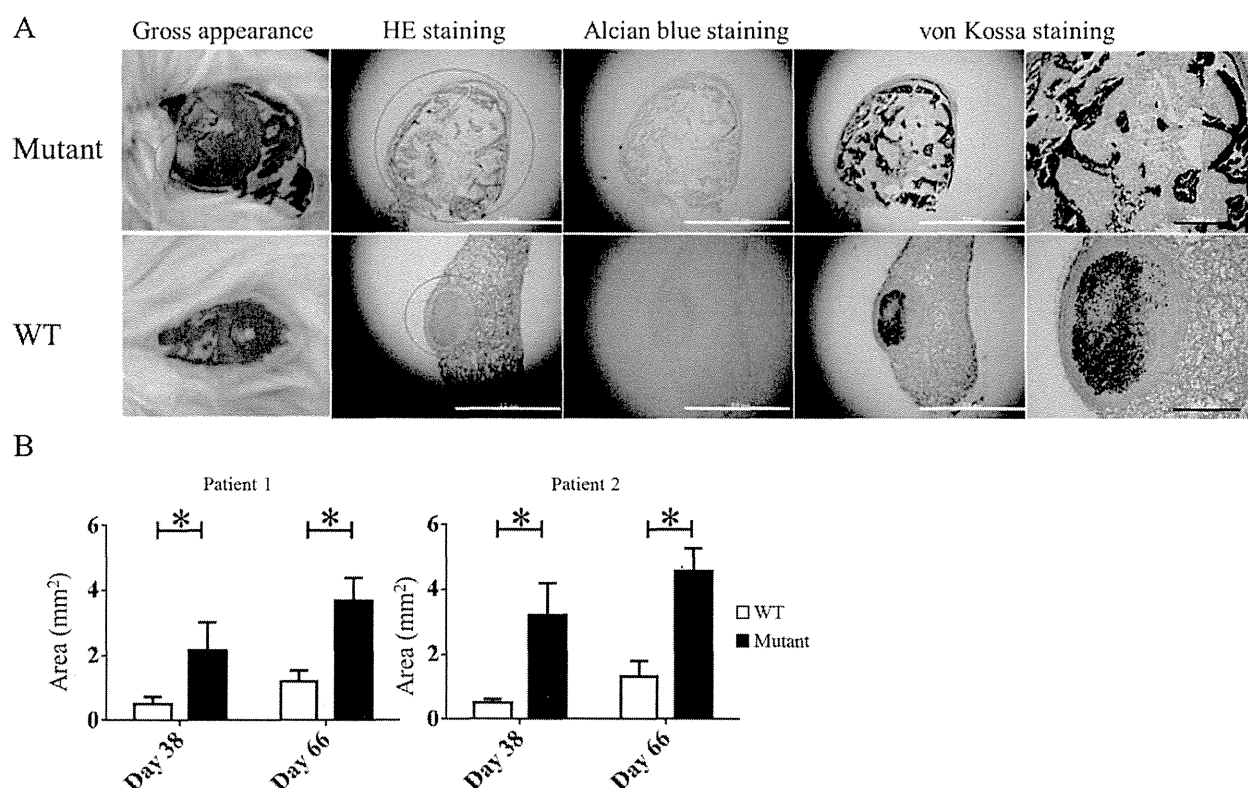 A
Gross appearance HE staining Alcian blue staining von Kossa staining
Mutant
WT
B
Patient 1
6
4
2
0
Area (mm²)
Day 38
Day 66
Patient 2
6
4
2
0
Area (mm²)
Day 38
Day 66
WT
Mutant
* * * *